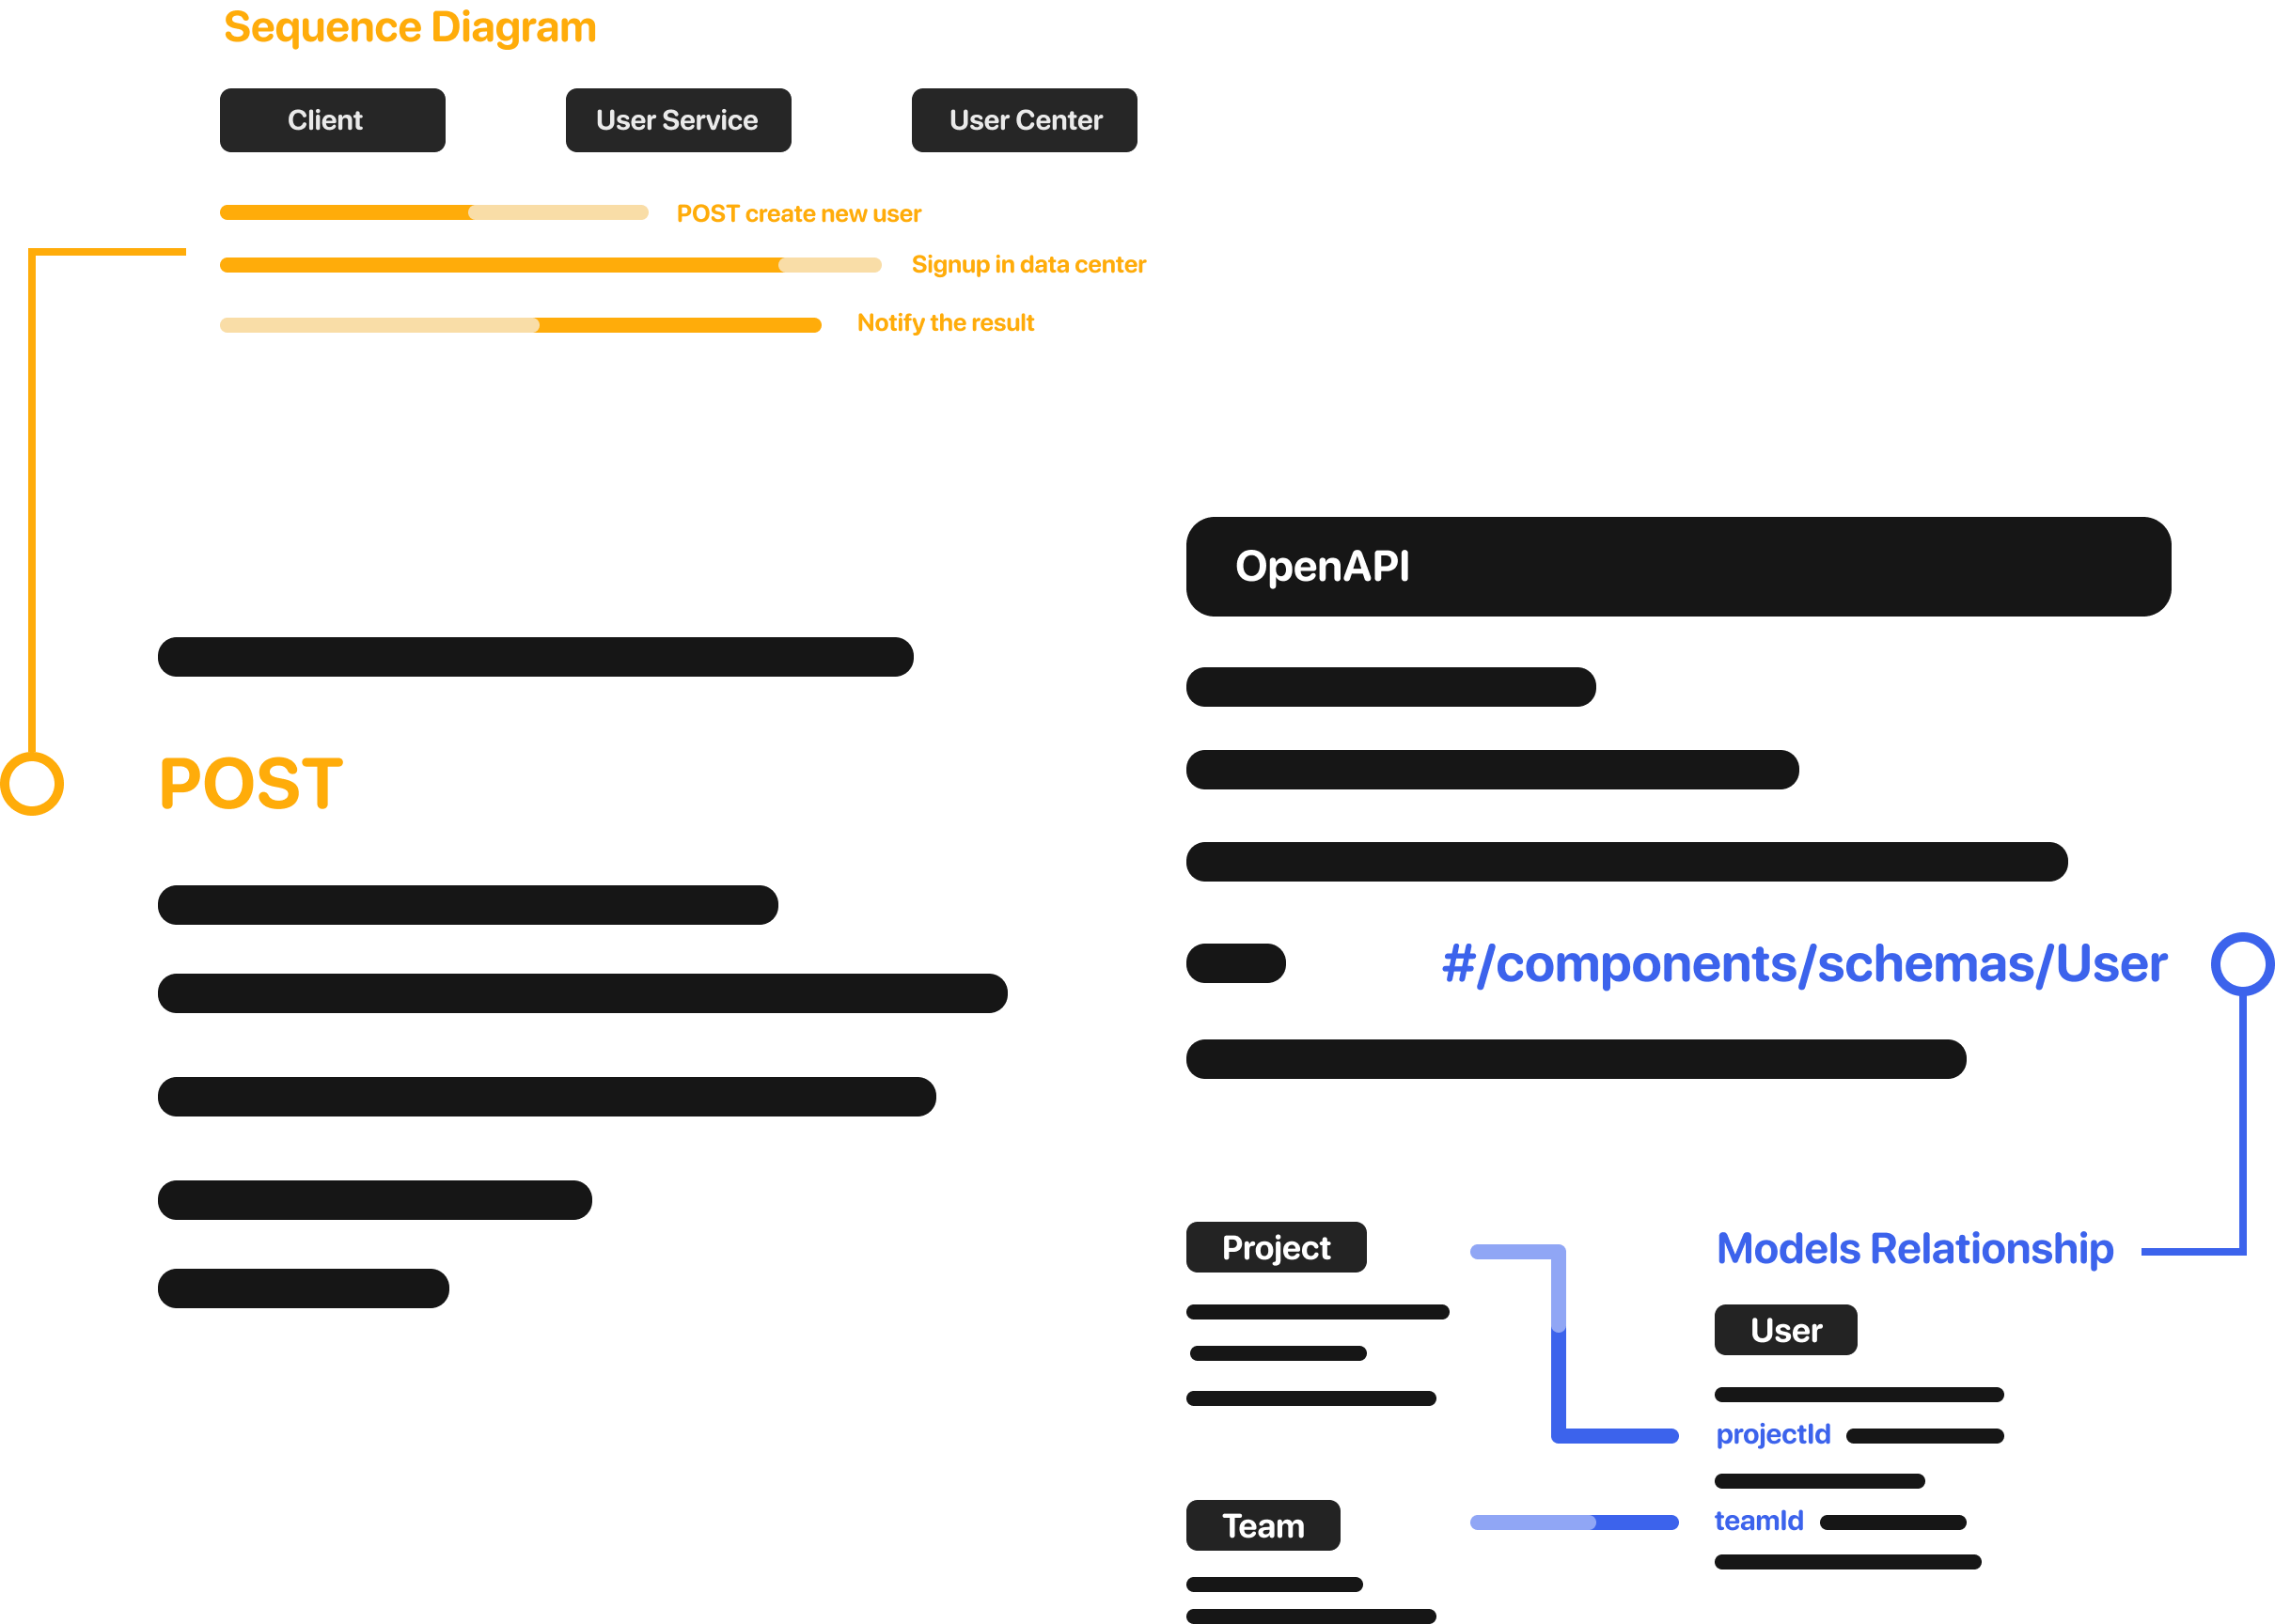 Sequence Diagram
Client
User Service
User Center
POST create new user
Signup in data center
Notify the result
POST
OpenAPI
#/components/schemas/User
Project
Models Relationship
User
projectId
Team
teamId